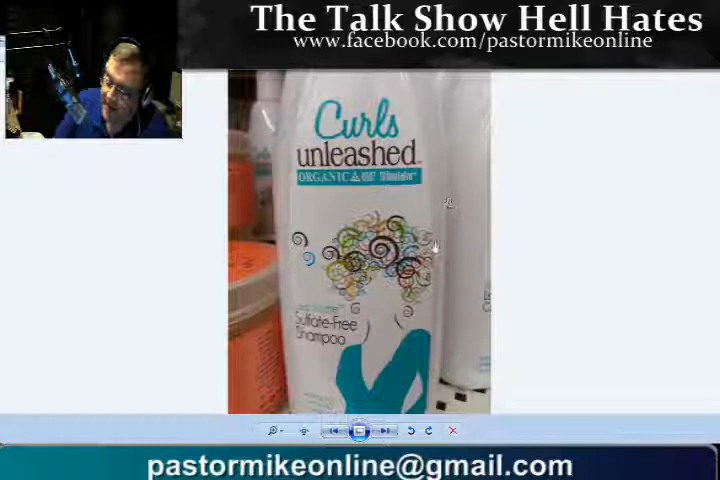 The Talk Show Hell Hates
www.facebook.com/pastormikeonline
Curls
unleashed
ORGANIC
Sulfate-Free
Shampoo
pastormikeonline@gmail.com